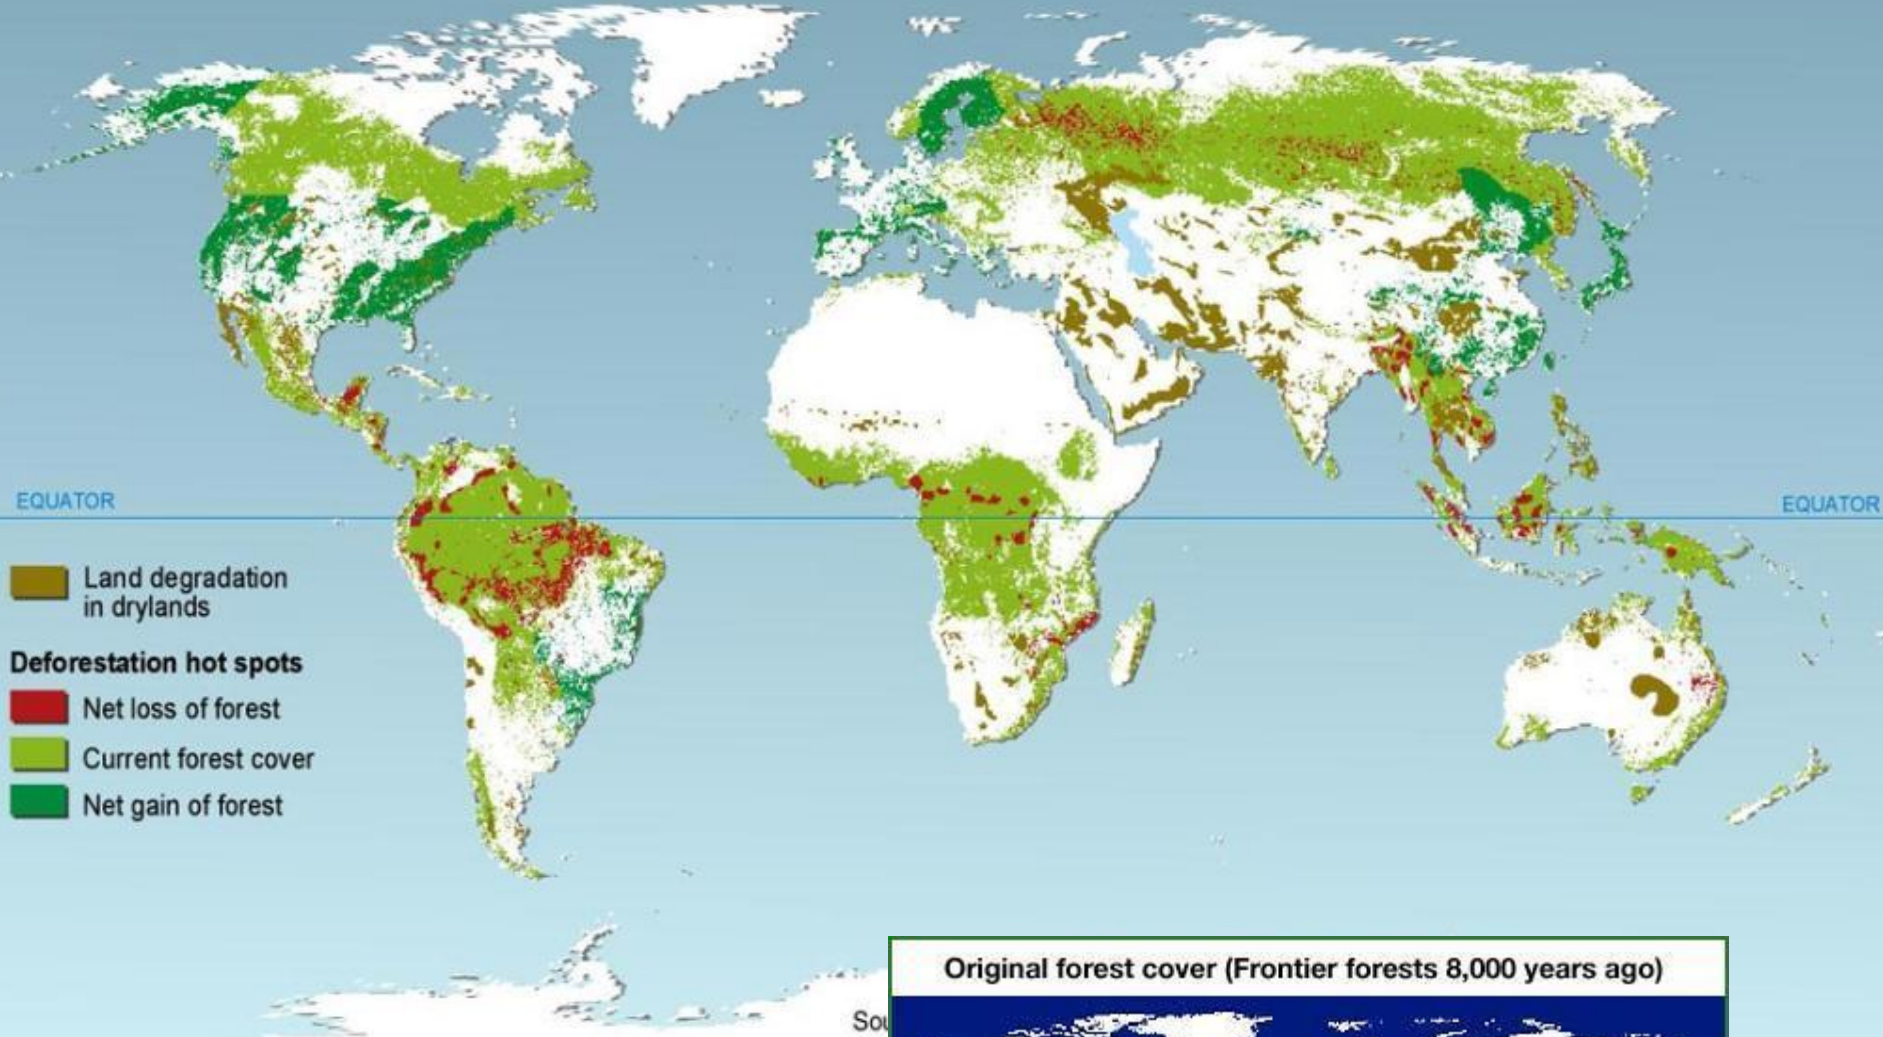 EQUATOR
EQUATOR
Land degradation
in drylands
Deforestation hot spots
Net loss of forest
Current forest cover
Net gain of forest
Original forest cover (Frontier forests 8,000 years ago)